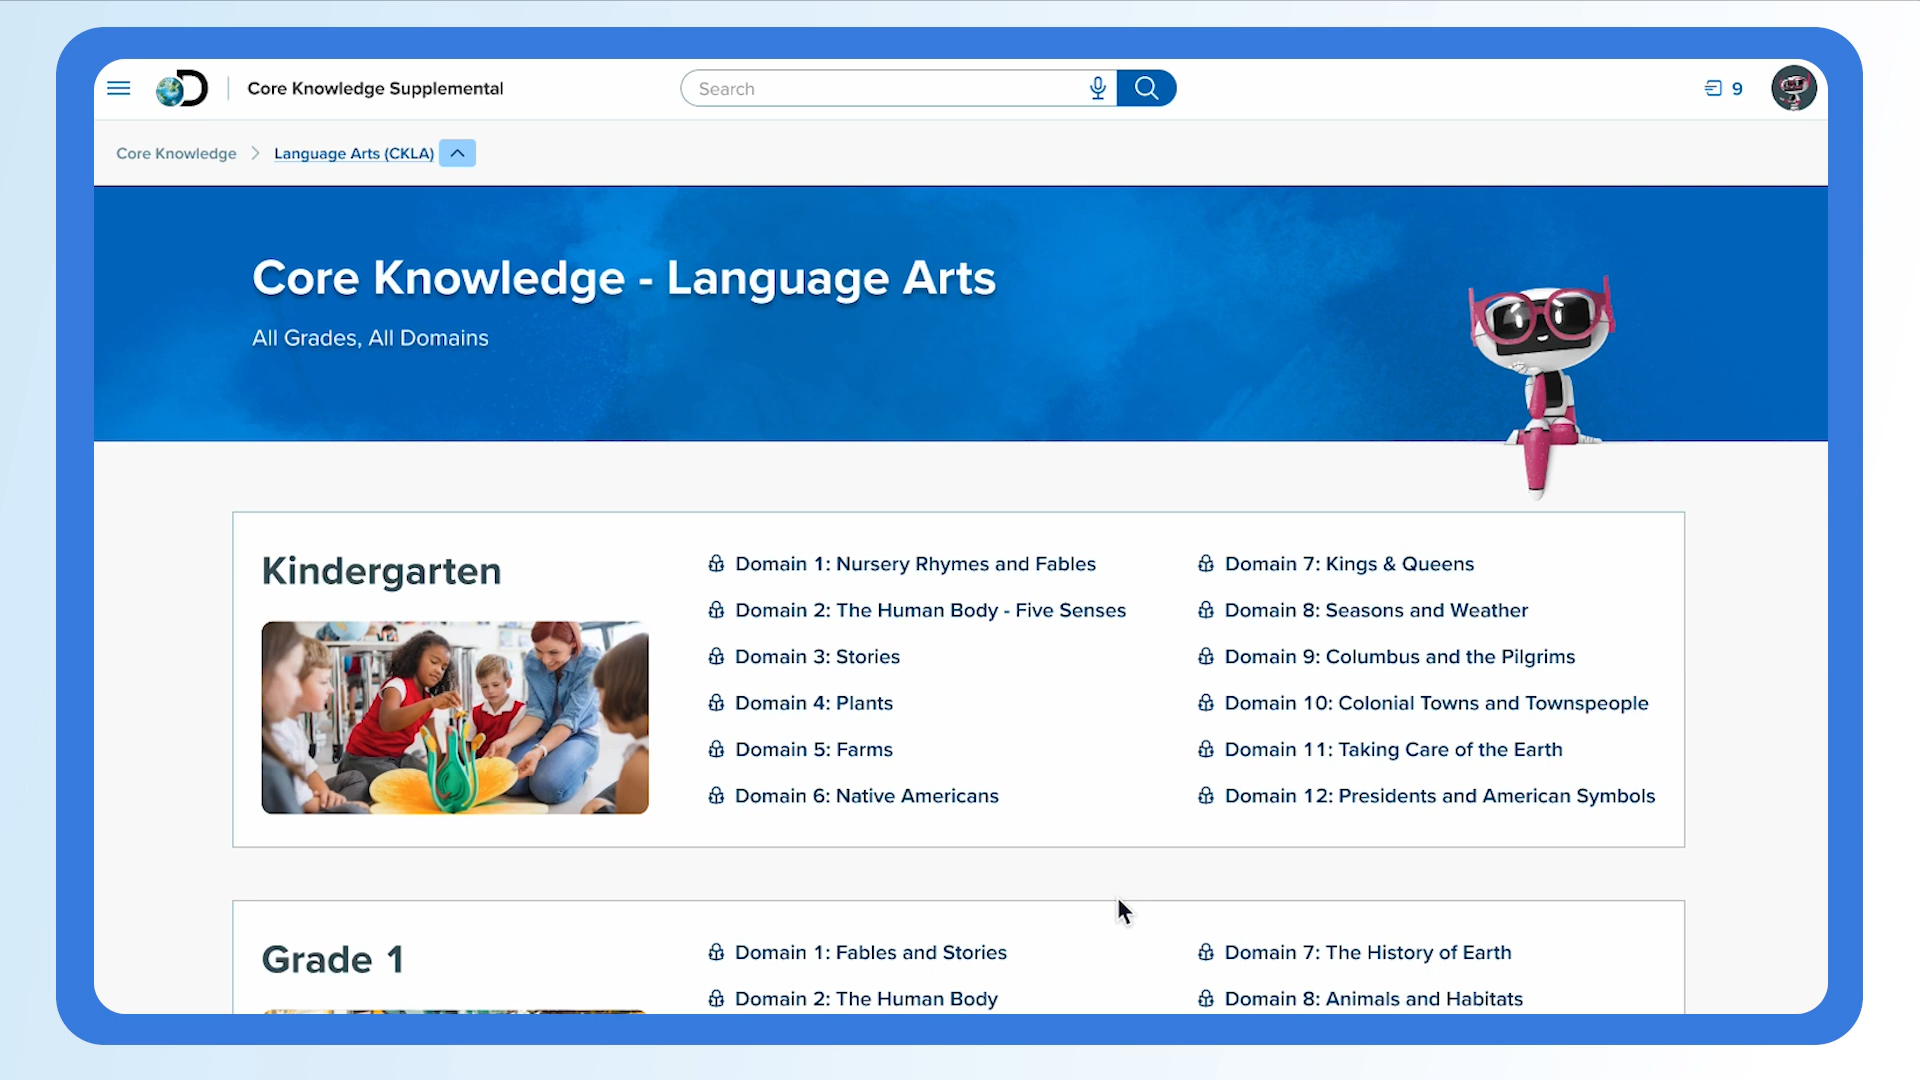 Core Knowledge Supplemental
Search
9
Core Knowledge > Language Arts (CKLA)
Core Knowledge - Language Arts
All Grades, All Domains
Kindergarten
Domain 1: Nursery Rhymes and Fables
Domain 2: The Human Body - Five Senses
Domain 3: Stories
Domain 4: Plants
Domain 5: Farms
Domain 6: Native Americans
Domain 7: Kings & Queens
Domain 8: Seasons and Weather
Domain 9: Columbus and the Pilgrims
Domain 10: Colonial Towns and Townspeople
Domain 11: Taking Care of the Earth
Domain 12: Presidents and American Symbols
Grade 1
Domain 1: Fables and Stories
Domain 2: The Human Body
Domain 7: The History of Earth
Domain 8: Animals and Habitats